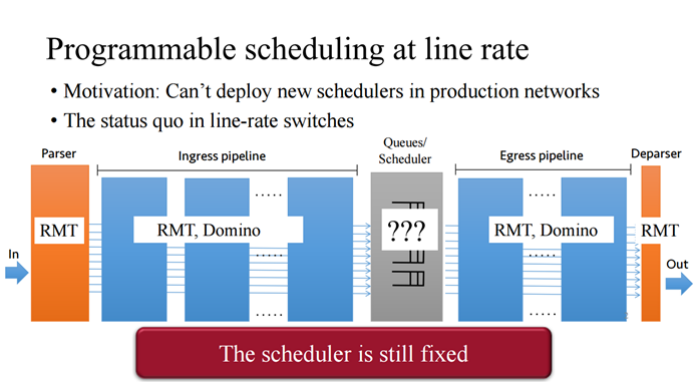 Programmable scheduling at line rate
• Motivation: Can't deploy new schedulers in production networks
• The status quo in line-rate switches
Parser
Ingress pipeline
Queues/
Scheduler
Egress pipeline
Deparser
RMT
RMT, Domino
???
RMT, Domino
RMT
In
Out
The scheduler is still fixed